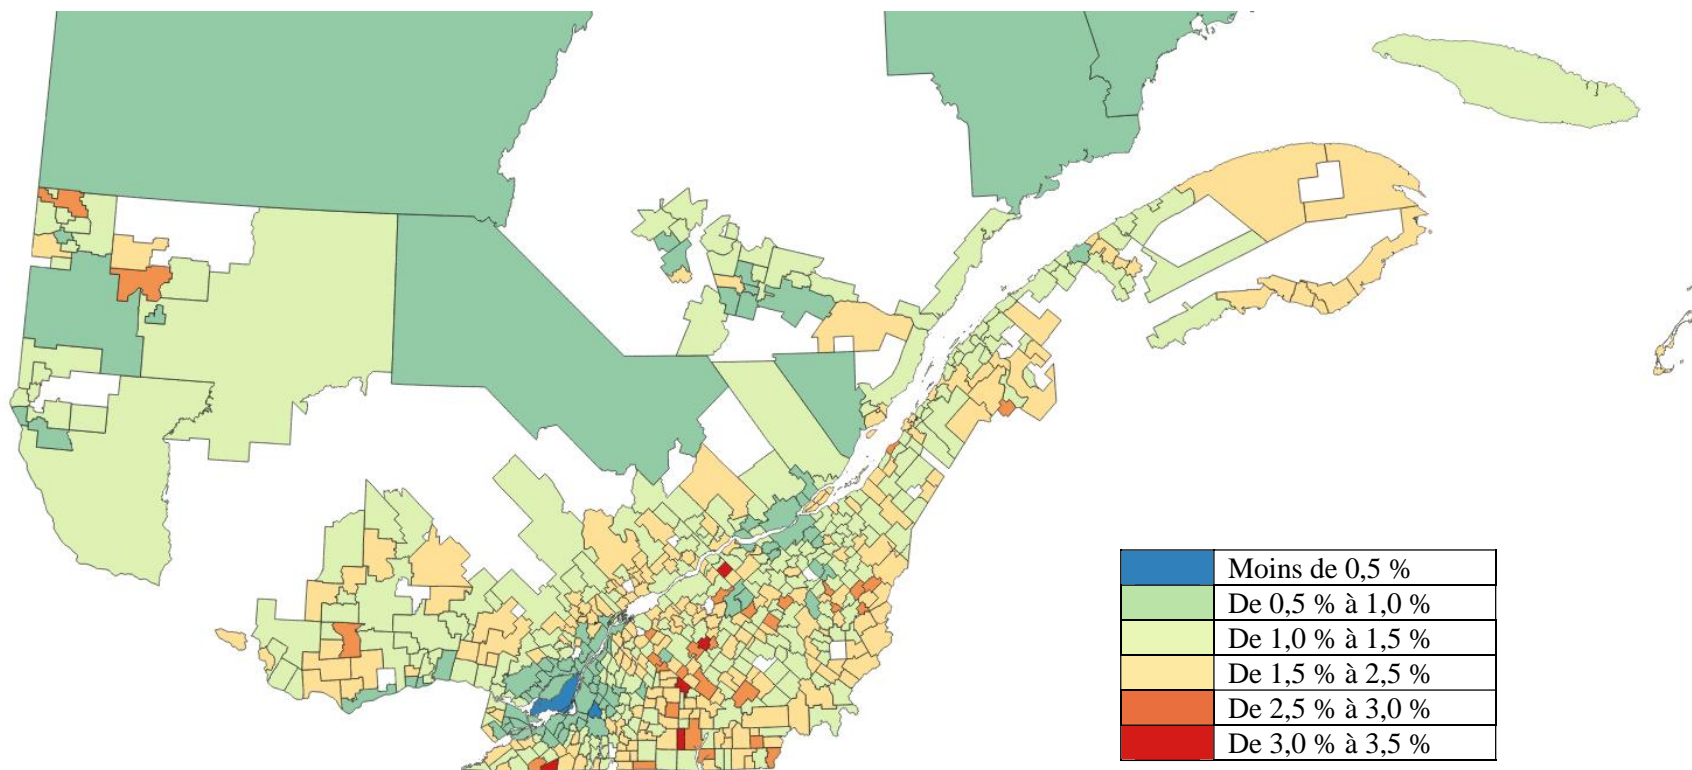 Moins de 0,5 %
De 0,5 % à 1,0 %
De 1,0 % à 1,5 %
De 1,5 % à 2,5 %
De 2,5 % à 3,0 %
De 3,0 % à 3,5 %